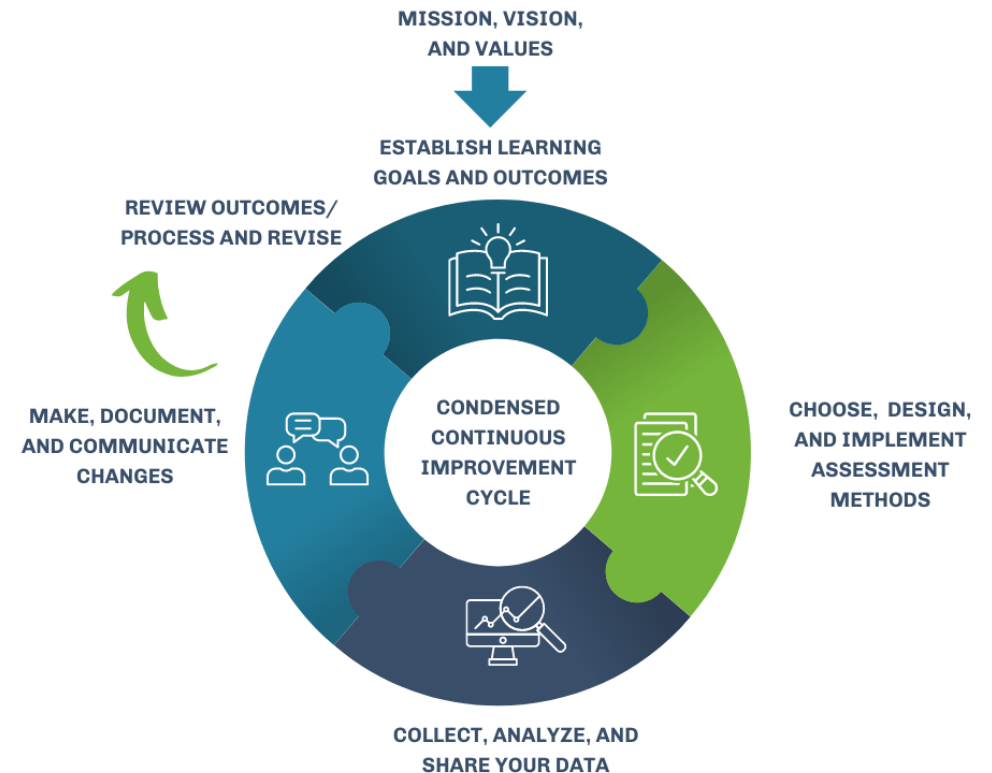 MISSION, VISION,
AND VALUES
ESTABLISH LEARNING
GOALS AND OUTCOMES
REVIEW OUTCOMES/
PROCESS AND REVISE
MAKE, DOCUMENT,
AND COMMUNICATE
CHANGES
CONDENSED
CONTINUOUS
IMPROVEMENT
CYCLE
CHOOSE, DESIGN,
AND IMPLEMENT
ASSESSMENT
METHODS
COLLECT, ANALYZE, AND
SHARE YOUR DATA